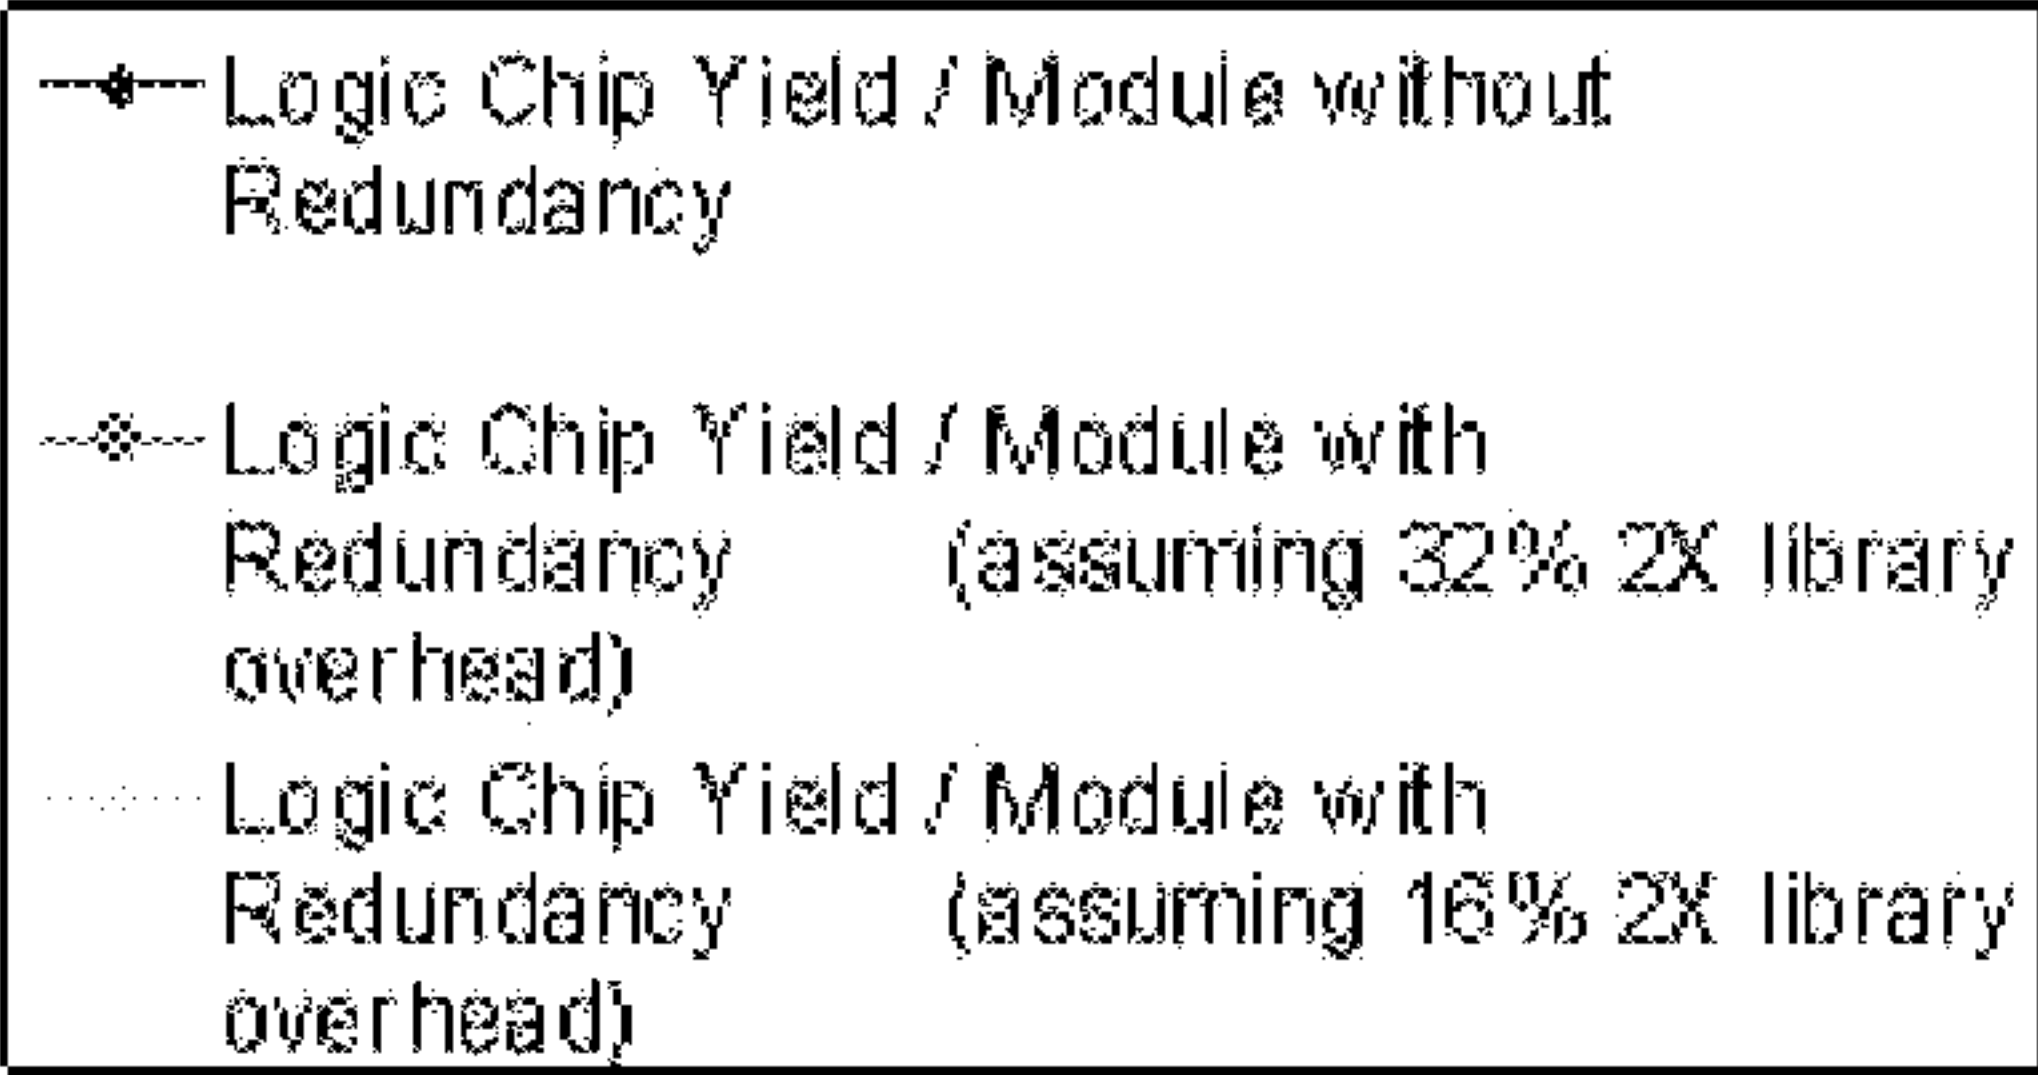 Logic Chip Yield / Module without
Redundancy
Logic Chip Yield / Module with
Redundancy (assuming 32% 2X library
overhead)
Logic Chip Yield / Module with
Redundancy (assuming 16% 2X library
overhead)